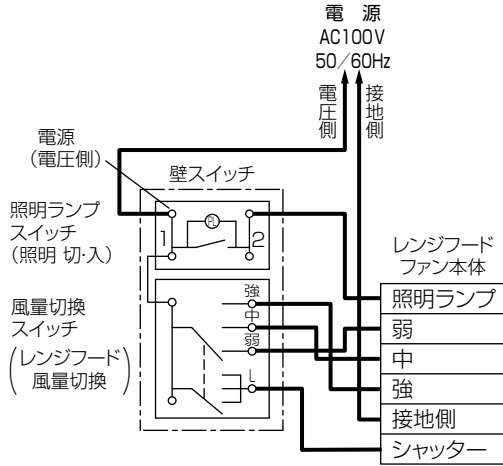 電 源
AC100V
50／60Hz
電圧側
接地側
電源
（電圧側）
壁スイッチ
照明ランプ
スイッチ
（照明 切・入）
PL
1
2
レンジフード
ファン本体
照明ランプ
弱
中
強
接地側
シャッター
風量切換
スイッチ
（レンジフード
風量切換）
強
中
弱
L